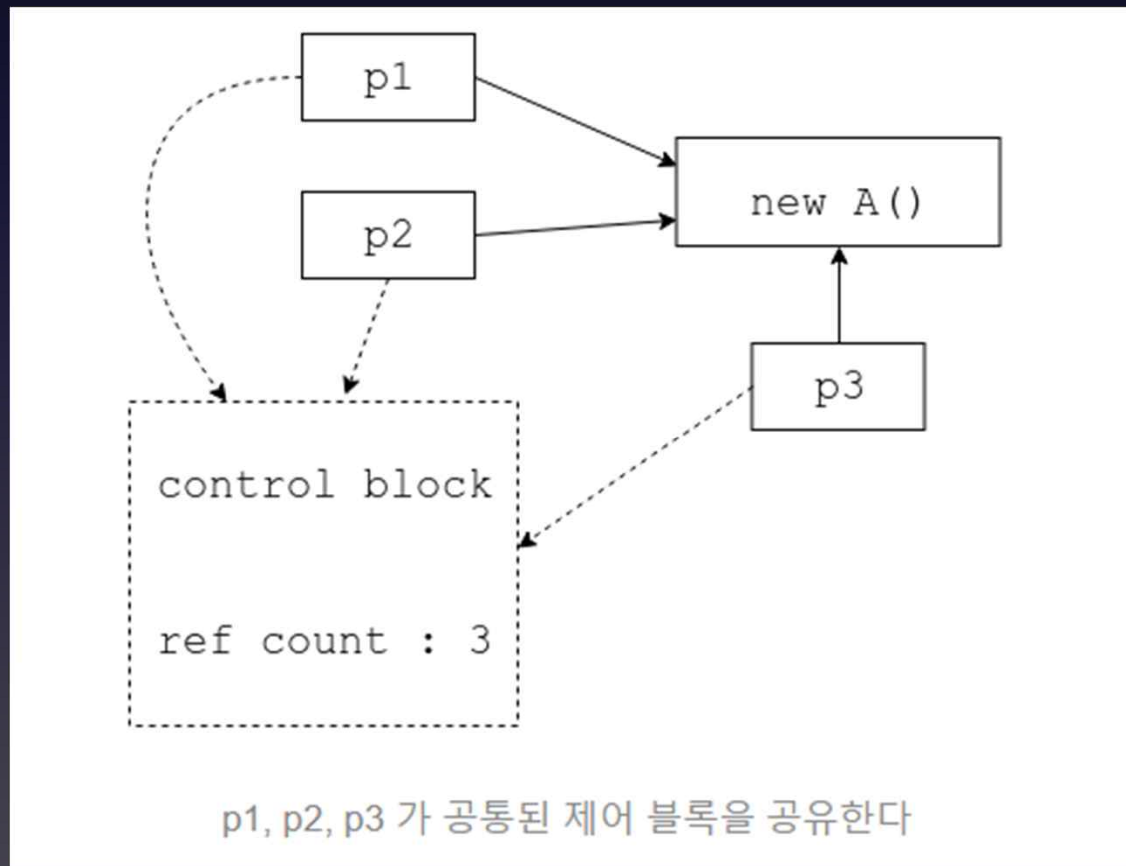 p1
p2
new A()
p3
control block
ref count : 3
p1, p2, p3 가 공통된 제어 블록을 공유한다